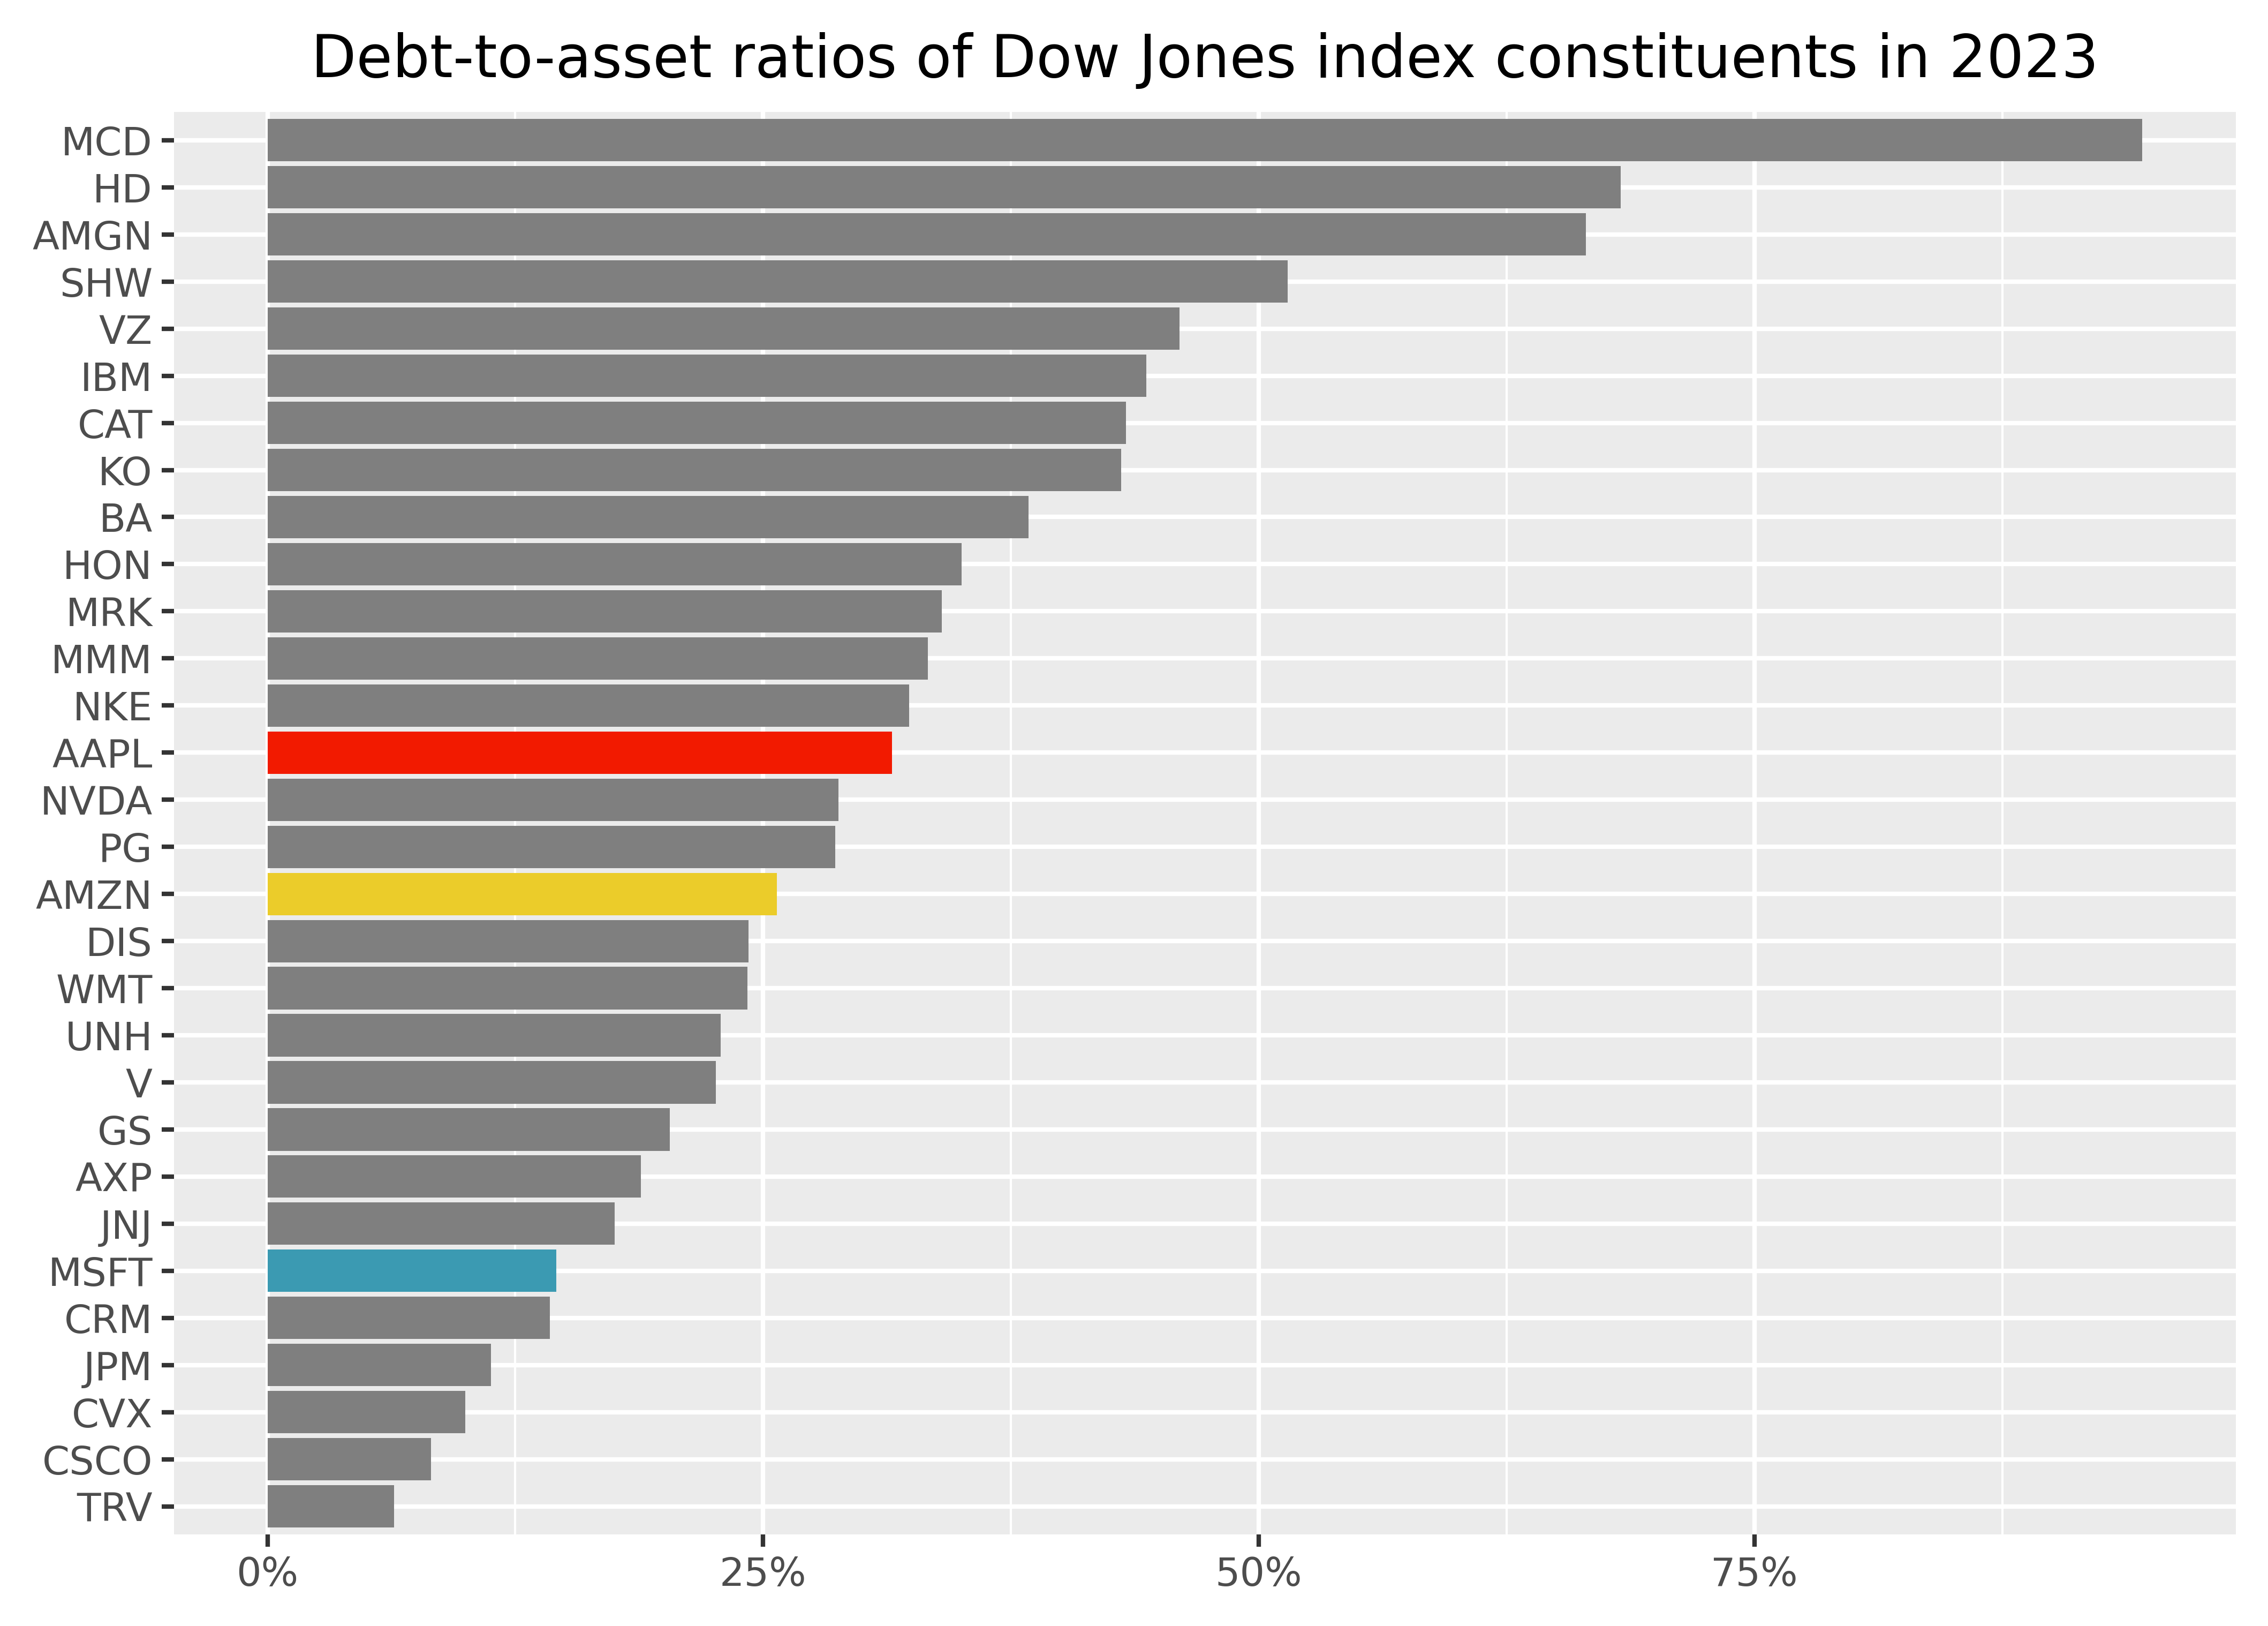 Debt-to-asset ratios of Dow Jones index constituents in 2023
MCD
HD
AMGN
SHW
VZ
IBM
CAT
KO
BA
HON
MRK
MMM
NKE
AAPL
NVDA
PG
AMZN
DIS
WMT
UNH
V
GS
AXP
JNJ
MSFT
CRM
JPM
CVX
CSCO
TRV
0% 25% 50% 75%